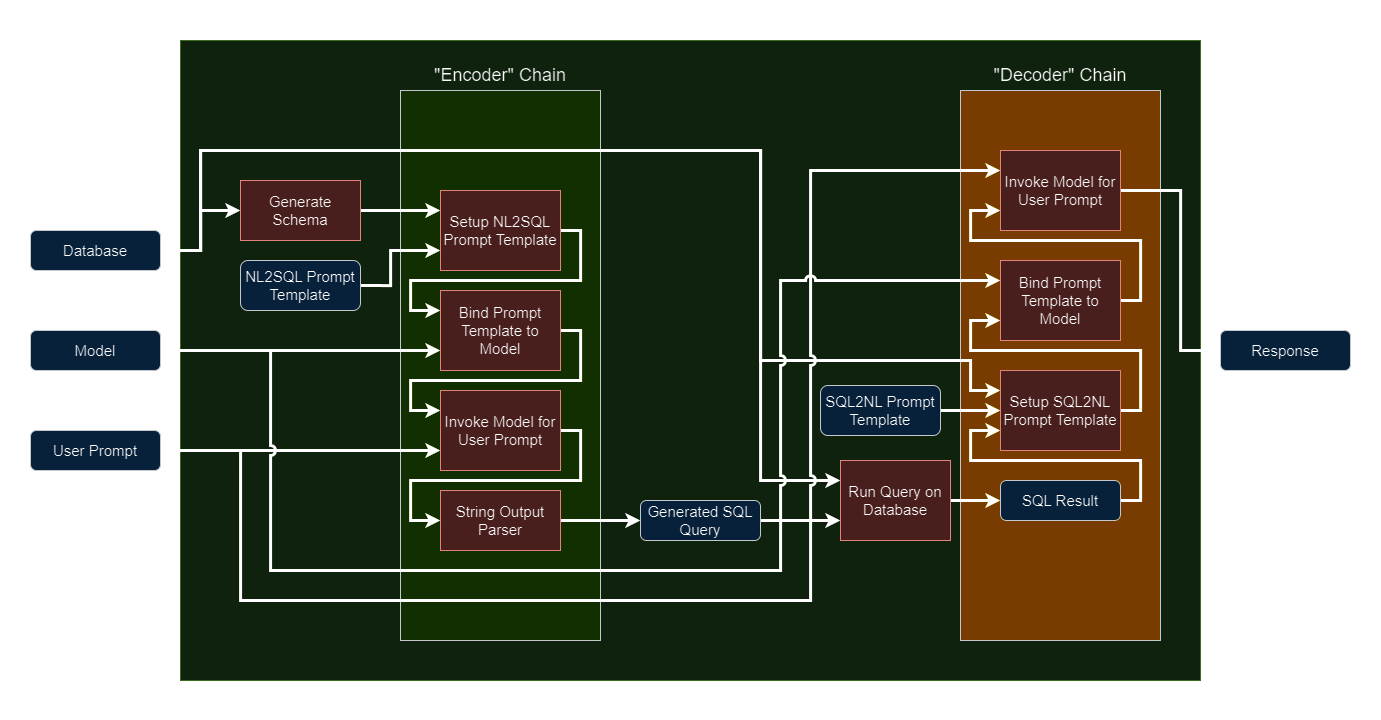 "Encoder" Chain
"Decoder" Chain
Generate
Schema
Setup NL2SQL
Prompt Template
Invoke Model for
User Prompt
Database
NL2SQL Prompt
Template
Bind Prompt
Template to
Model
Bind Prompt
Template to
Model
Model
Response
Invoke Model for
User Prompt
SQL2NL Prompt
Template
Setup SQL2NL
Prompt Template
User Prompt
String Output
Parser
Generated SQL
Query
Run Query on
Database
SQL Result